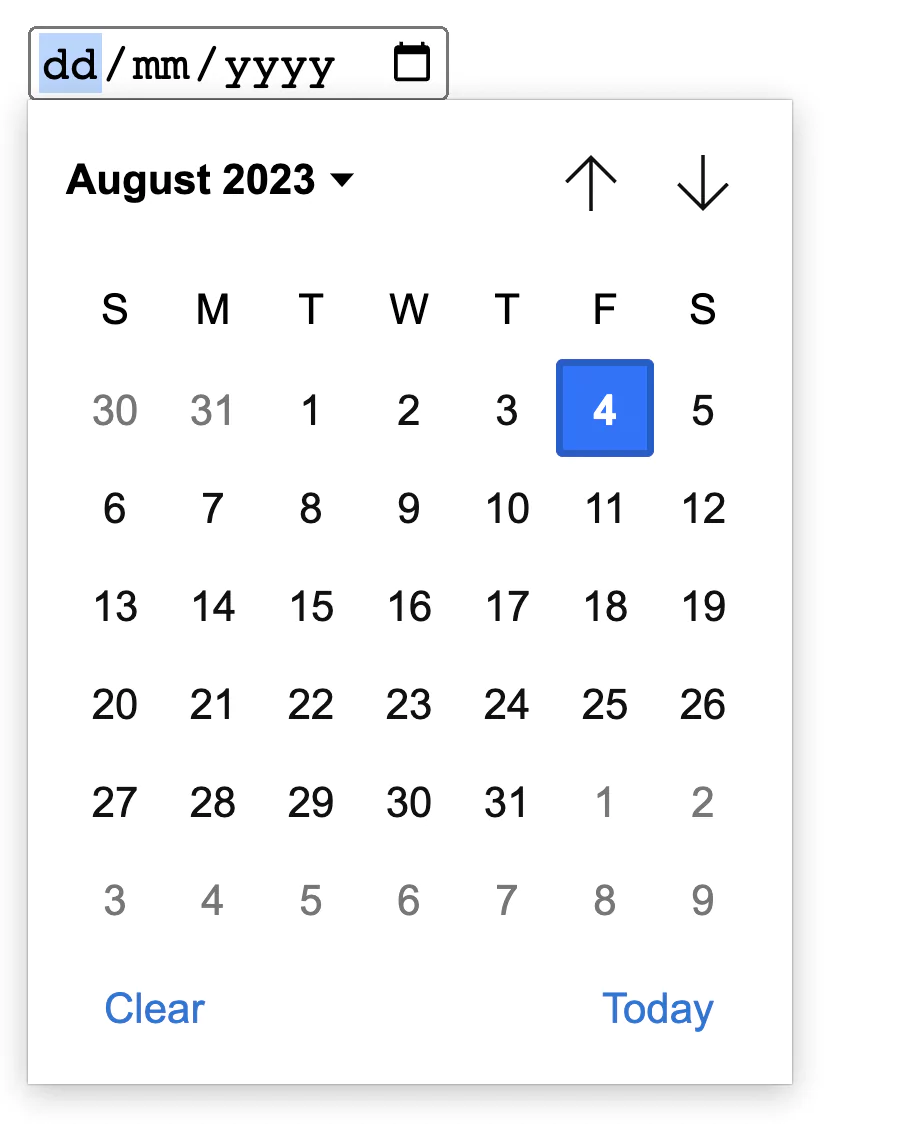 dd/mm/yyyy
August 2023
S M T W T F S
30 31 1 2 3 4 5
6 7 8 9 10 11 12
13 14 15 16 17 18 19
20 21 22 23 24 25 26
27 28 29 30 31 1 2
3 4 5 6 7 8 9
Clear Today